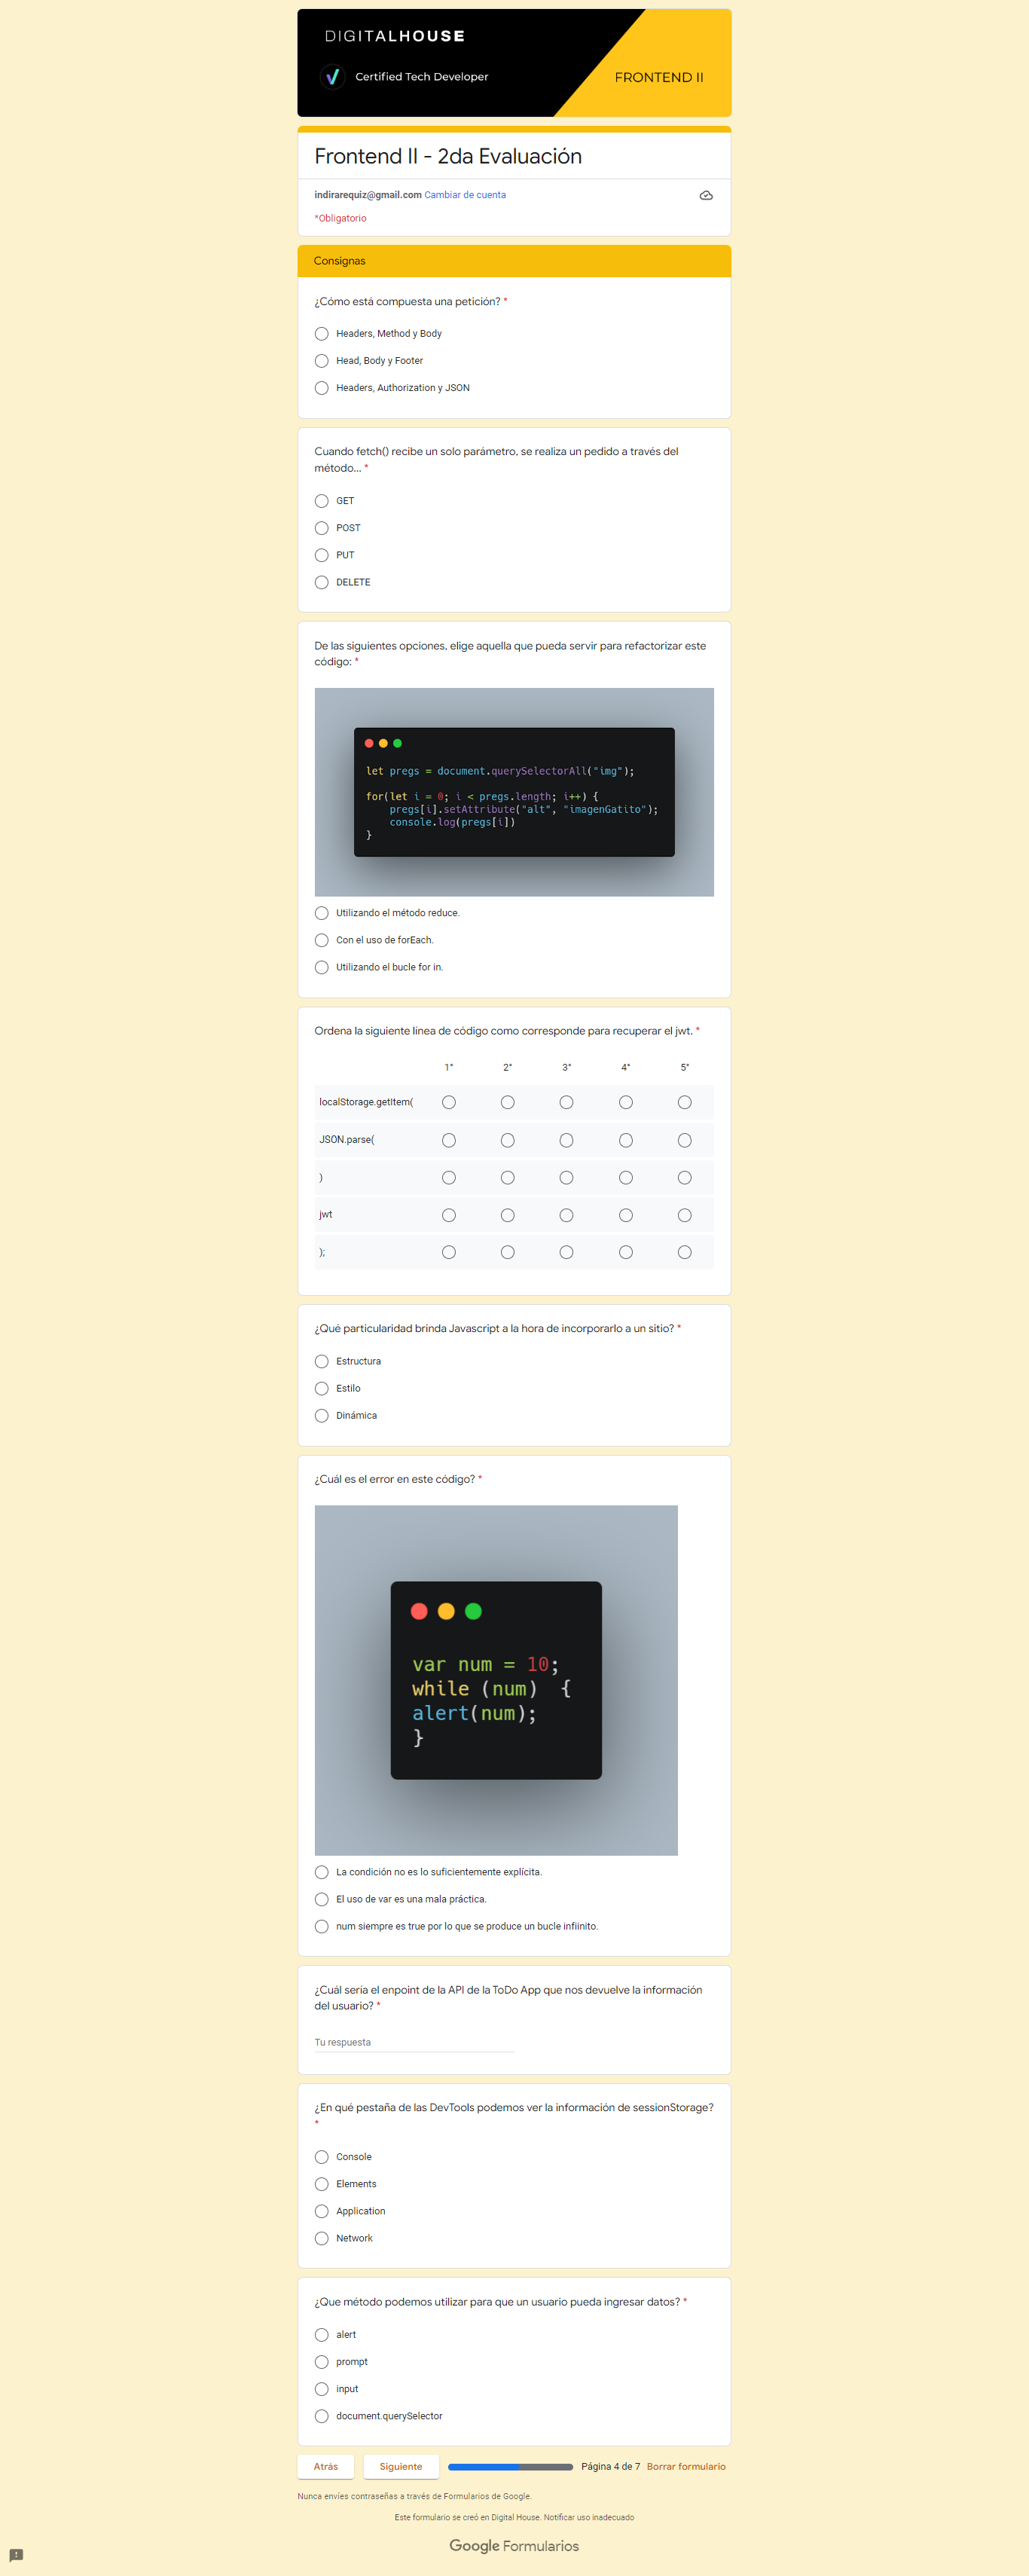 DIGITALHOUSE
Certified Tech Developer
FRONTEND II
Frontend II - 2da Evaluación
indirarequiz@gmail.com Cambiar de cuenta
*Obligatorio
Consignas
¿Cómo está compuesta una petición? *
Headers, Method y Body
Head, Body y Footer
Headers, Authorization y JSON
Cuando fetch() recibe un solo parámetro, se realiza un pedido a través del
método... *
GET
POST
PUT
DELETE
De las siguientes opciones, elige aquella que pueda servir para refactorizar este
código: *
let pregs = document.querySelectorAll("img");
for(let i = 0; i < pregs.length; i++) {
pregs[i].setAttribute("alt", "imagenGatito");
console.log(pregs[i])
}
Utilizando el método reduce.
Con el uso de forEach.
Utilizando el bucle for in.
Ordena la siguiente línea de código como corresponde para recuperar el jwt. *
1° 2° 3° 4° 5°
localStorage.getItem(
JSON.parse(
)
jwt
);
¿Qué particularidad brinda Javascript a la hora de incorporarlo a un sitio? *
Estructura
Estilo
Dinámica
¿Cuál es el error en este código? *
var num = 10;
while (num) {
alert(num);
}
La condición no es lo suficientemente explícita.
El uso de var es una mala práctica.
num siempre es true por lo que se produce un bucle infiinito.
¿Cuál sería el enpoint de la API de la ToDo App que nos devuelve la información
del usuario? *
Tu respuesta
¿En qué pestaña de las DevTools podemos ver la información de sessionStorage?
*
Console
Elements
Application
Network
¿Que método podemos utilizar para que un usuario pueda ingresar datos? *
alert
prompt
input
document.querySelector
Atrás Siguiente Página 4 de 7 Borrar formulario
Nunca envíes contraseñas a través de Formularios de Google.
Este formulario se creó en Digital House. Notificar uso inadecuado
Google Formularios